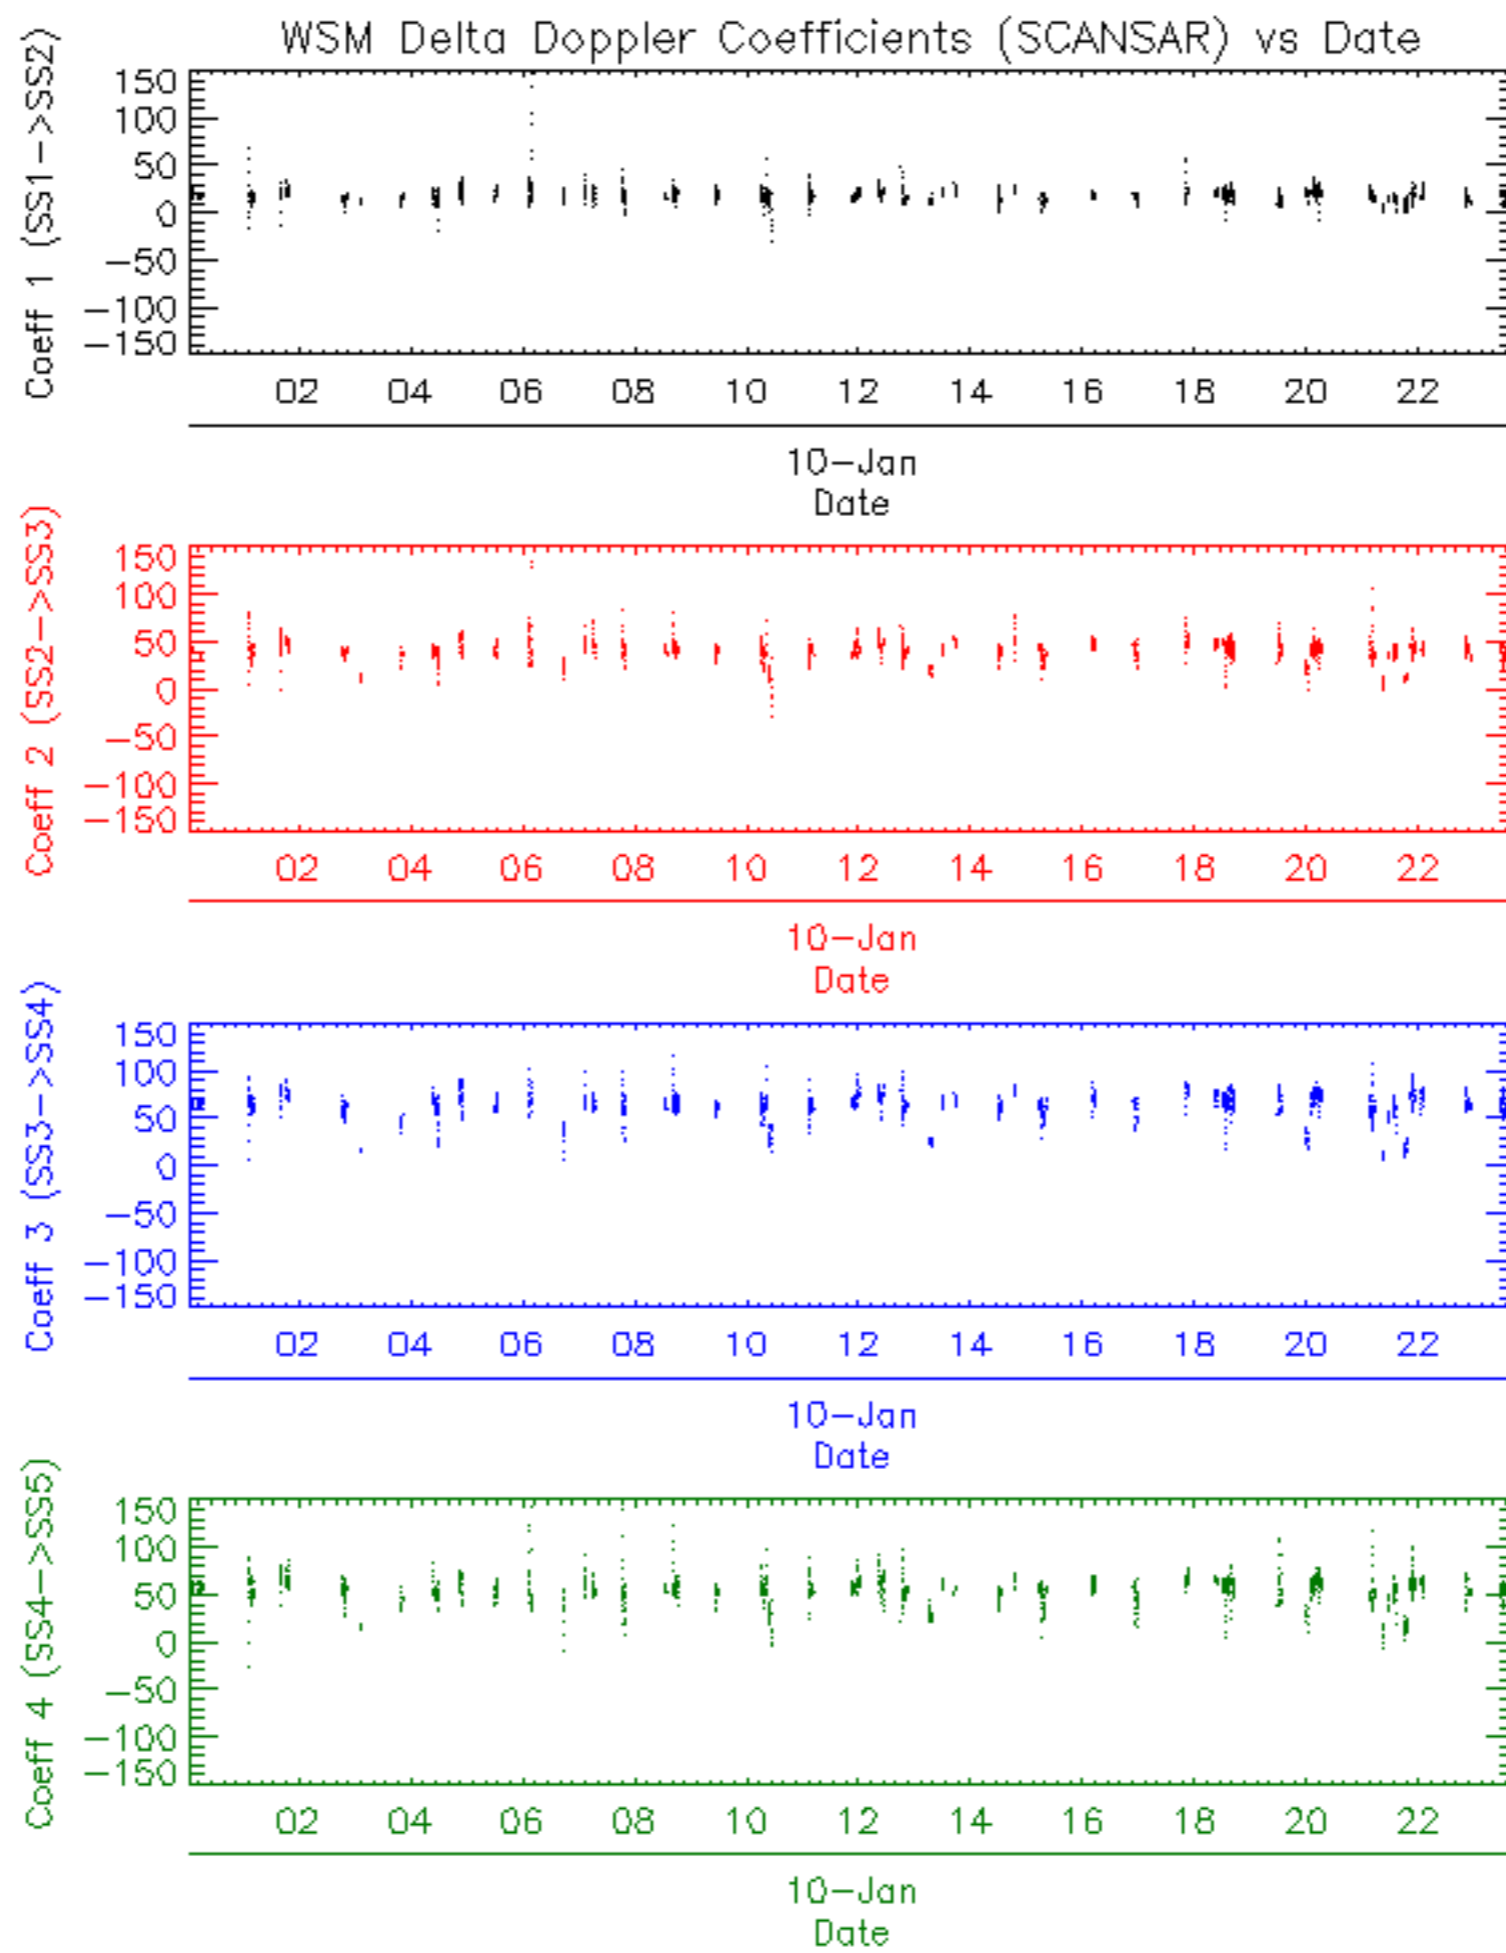 WSM Delta Doppler Coefficients (SCANSAR) vs Date
Coeff 1 (SS1->SS2)
150
100
50
0
-50
-100
-150
02 04 06 08 10 12 14 16 18 20 22
10-Jan
Date
Coeff 2 (SS2->SS3)
150
100
50
0
-50
-100
-150
02 04 06 08 10 12 14 16 18 20 22
10-Jan
Date
Coeff 3 (SS3->SS4)
150
100
50
0
-50
-100
-150
02 04 06 08 10 12 14 16 18 20 22
10-Jan
Date
Coeff 4 (SS4->SS5)
150
100
50
0
-50
-100
-150
02 04 06 08 10 12 14 16 18 20 22
10-Jan
Date